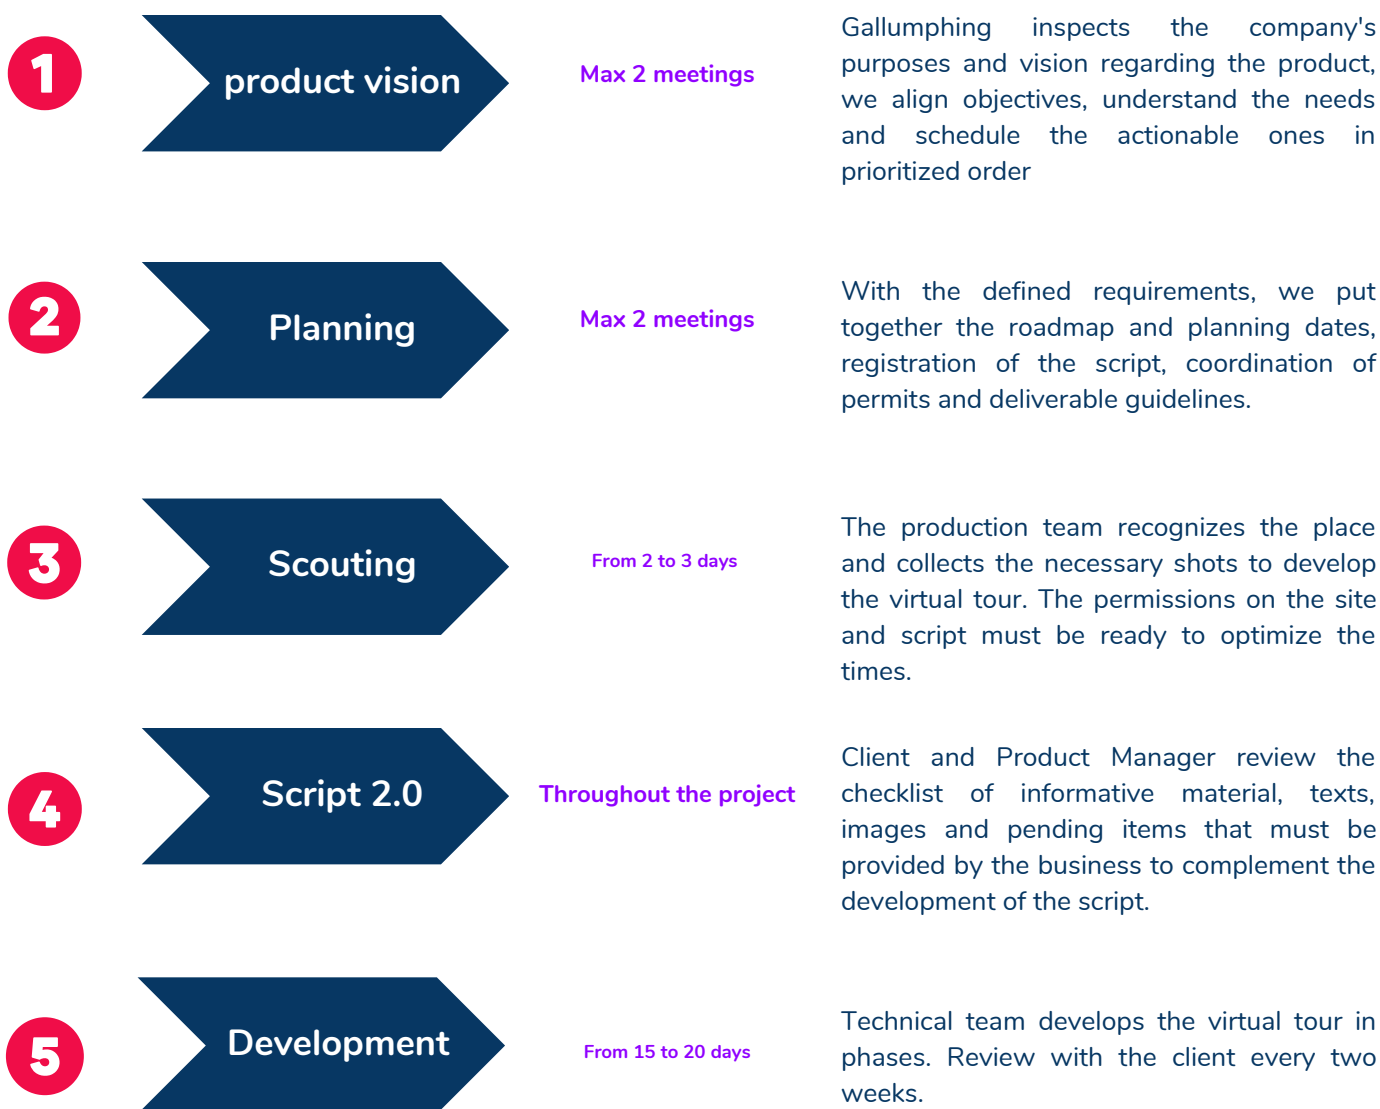 1
product vision
Max 2 meetings
Gallumphing inspects the company's
purposes and vision regarding the product,
we align objectives, understand the needs
and schedule the actionable ones in
prioritized order
2
Planning
Max 2 meetings
With the defined requirements, we put
together the roadmap and planning dates,
registration of the script, coordination of
permits and deliverable guidelines.
3
Scouting
From 2 to 3 days
The production team recognizes the place
and collects the necessary shots to develop
the virtual tour. The permissions on the site
and script must be ready to optimize the
times.
4
Script 2.0
Throughout the project
Client and Product Manager review the
checklist of informative material, texts,
images and pending items that must be
provided by the business to complement the
development of the script.
5
Development
From 15 to 20 days
Technical team develops the virtual tour in
phases. Review with the client every two
weeks.